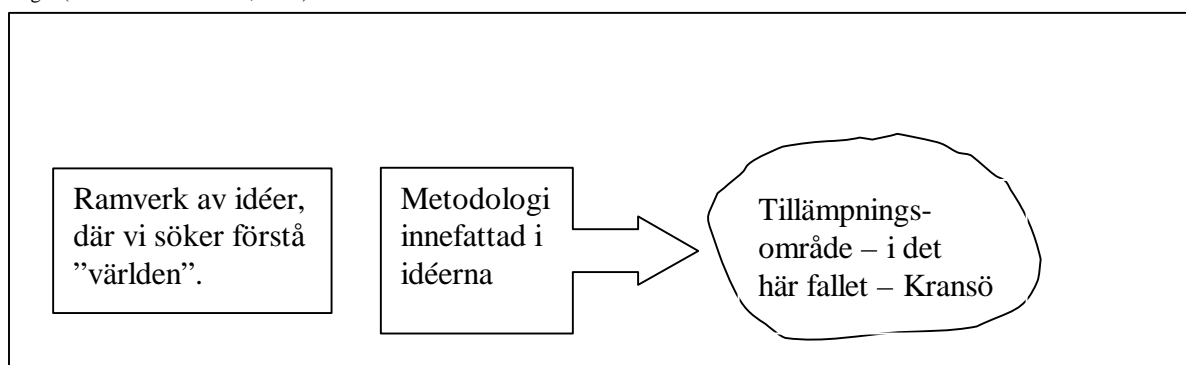 Ramverk av idéer,
där vi söker förstå
”världen”.
Metodologi
innefattad i
idéerna
Tillämpnings-
område – i det
här fallet – Kransö